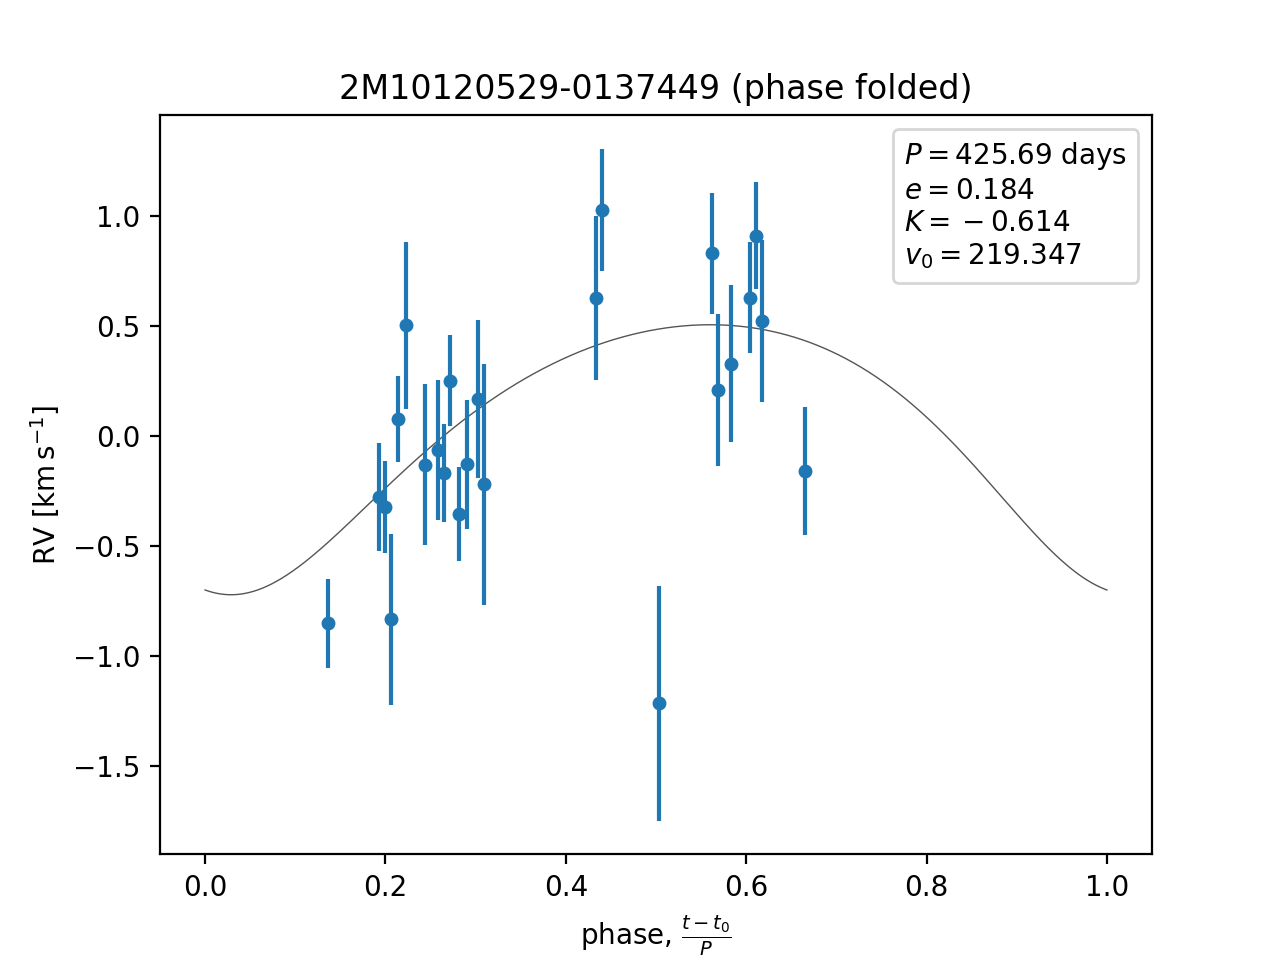 2M10120529-0137449 (phase folded)
P = 425.69 days
e = 0.184
K = −0.614
v₀ = 219.347
RV [km s⁻¹]
1.0
0.5
0.0
−0.5
−1.0
−1.5
0.0 0.2 0.4 0.6 0.8 1.0
phase, (t − t₀)/P